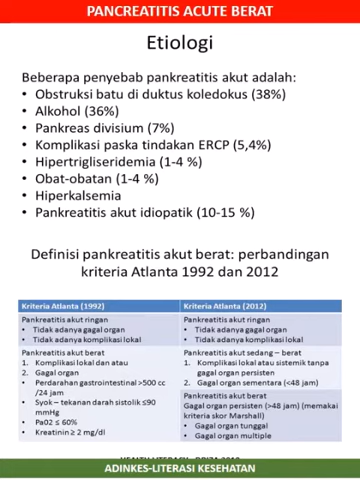 PANCREATITIS ACUTE BERAT
Etiologi
Beberapa penyebab pankreatitis akut adalah:
• Obstruksi batu di duktus koledokus (38%)
• Alkohol (36%)
• Pankreas divisium (7%)
• Komplikasi paska tindakan ERCP (5,4%)
• Hipertrigliseridemia (1-4 %)
• Obat-obatan (1-4 %)
• Hiperkalsemia
• Pankreatitis akut idiopatik (10-15 %)
Definisi pankreatitis akut berat: perbandingan
kriteria Atlanta 1992 dan 2012
Kriteria Atlanta (1992)
Pankreatitis akut ringan
• Tidak adanya gagal organ
• Tidak adanya komplikasi lokal
Pankreatitis akut berat
1. Komplikasi lokal dan atau
2. Gagal organ
• Perdarahan gastrointestinal >500 cc
/24 jam
• Syok – tekanan darah sistolik ≤90
mmHg
• Pa02 ≤ 60%
• Kreatinin ≥ 2 mg/dl
Kriteria Atlanta (2012)
Pankreatitis akut ringan
• Tidak adanya gagal organ
• Tidak adanya komplikasi lokal
Pankreatitis akut sedang – berat
1. Komplikasi lokal atau sistemik tanpa
gagal organ persisten
2. Gagal organ sementara (<48 jam)
Pankreatitis akut berat
Gagal organ persisten (>48 jam) (memakai
kriteria skor Marshall)
• Gagal organ tunggal
• Gagal organ multiple
ADINKES-LITERASI KESEHATAN